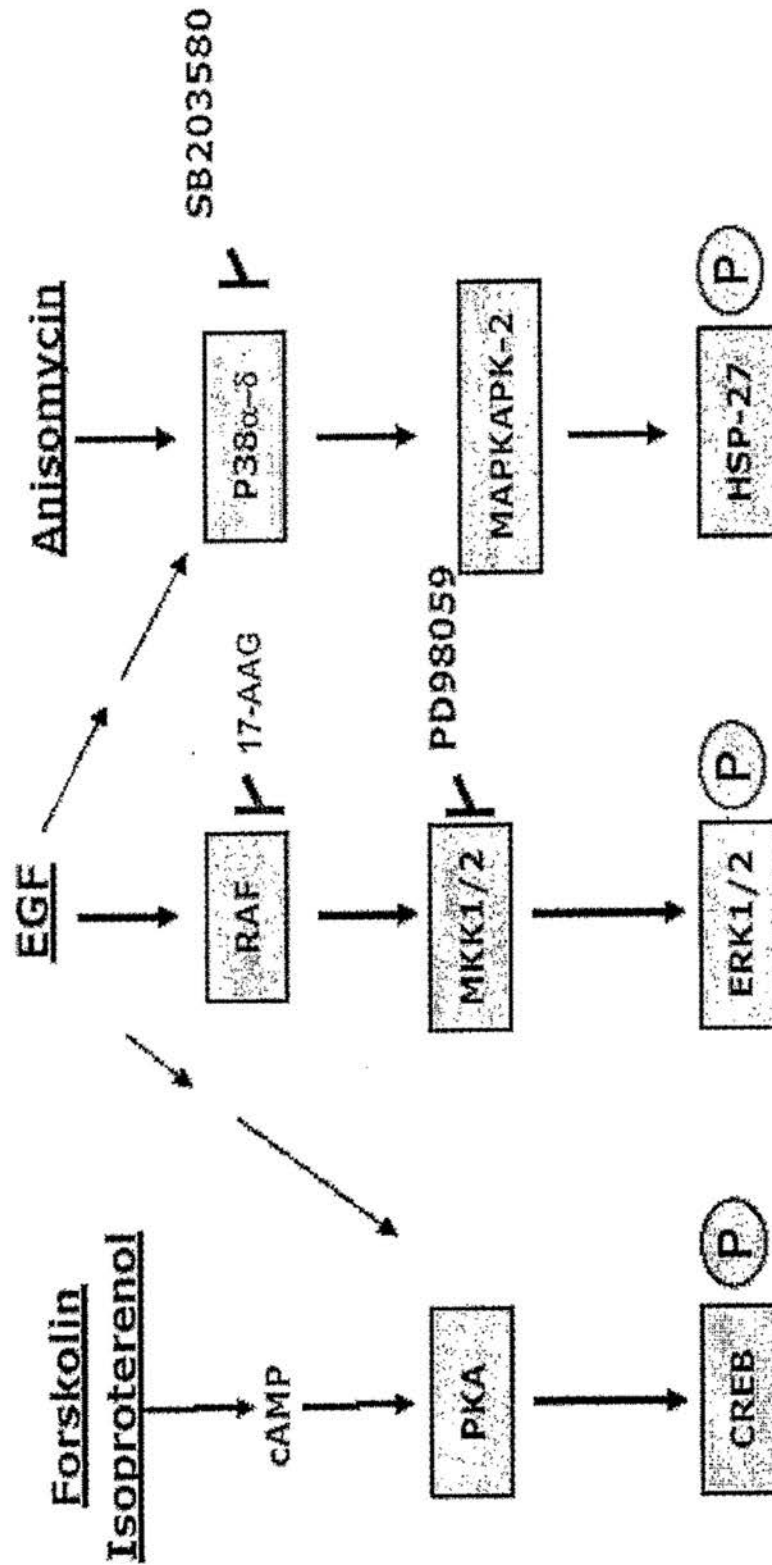 Forskolin
Isoproterenol
cAMP
PKA
CREB
P
EGF
RAF
17-AAG
MKK1/2
PD98059
ERK1/2
P
Anisomycin
P38α-δ
SB203580
MAPKAPK-2
HSP-27
P